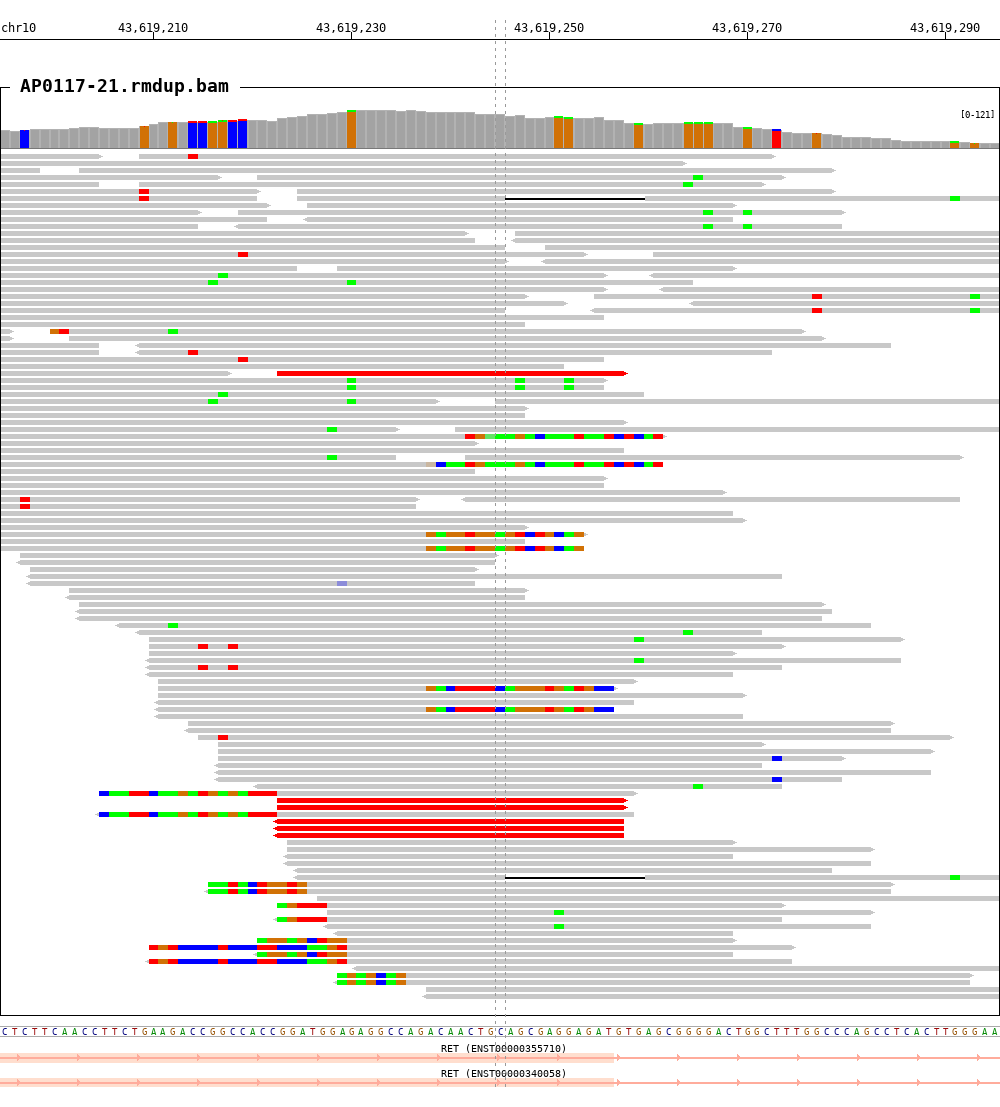 chr10 43,619,210 43,619,230 43,619,250 43,619,270 43,619,290
AP0117-21.rmdup.bam
[0-121]
CTCTTCAACCTTCTGAAGACCGGCCACCGGATGGAGAGGCCAGACAACTGCAGCGAGGAGATGTGAGCGGGGACTGGCTTTGGCCCAGCCTCACTTGGGAA
RET (ENST00000355710)
RET (ENST00000340058)